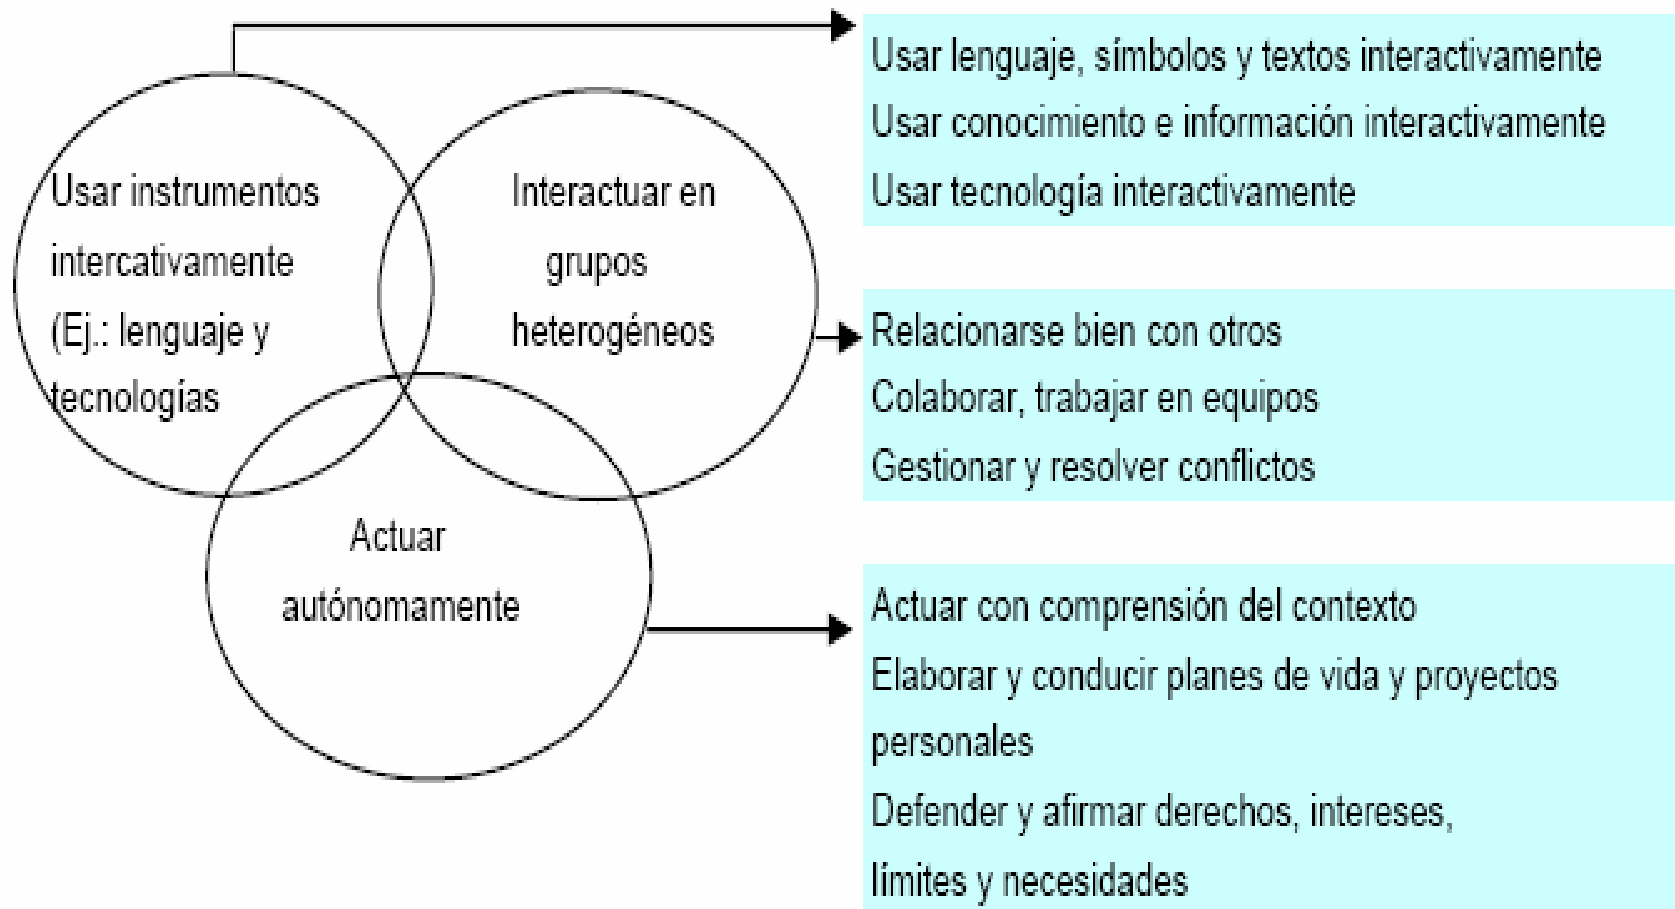 Usar instrumentos
intercativamente
(Ej.: lenguaje y
tecnologías
Interactuar en
grupos
heterogéneos
Actuar
autónomamente
Usar lenguaje, símbolos y textos interactivamente
Usar conocimiento e información interactivamente
Usar tecnología interactivamente
Relacionarse bien con otros
Colaborar, trabajar en equipos
Gestionar y resolver conflictos
Actuar con comprensión del contexto
Elaborar y conducir planes de vida y proyectos
personales
Defender y afirmar derechos, intereses,
límites y necesidades